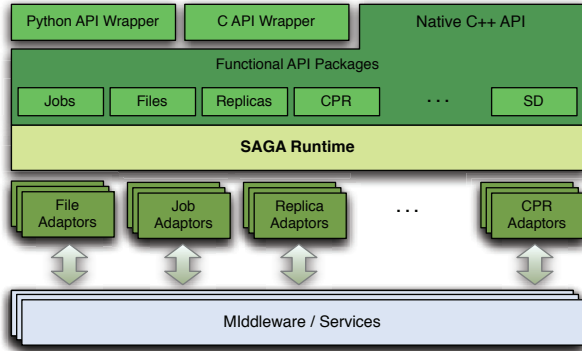 Python API Wrapper
C API Wrapper
Native C++ API
Functional API Packages
Jobs
Files
Replicas
CPR
. . .
SD
SAGA Runtime
File
Adaptors
Job
Adaptors
Replica
Adaptors
. . .
CPR
Adaptors
MIddleware / Services